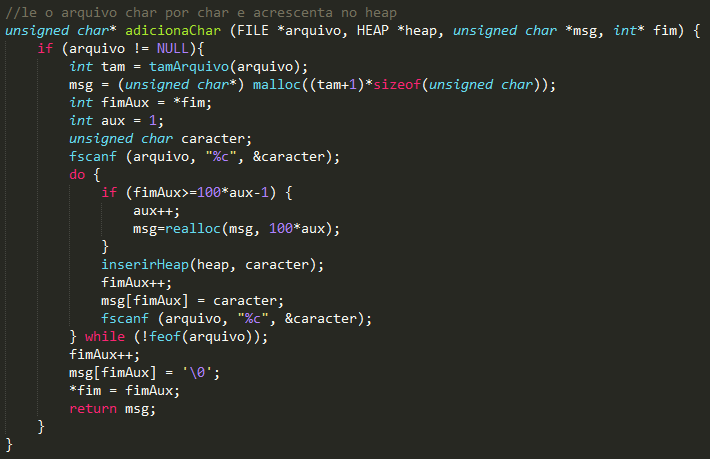 //le o arquivo char por char e acrescenta no heap
unsigned char* adicionaChar (FILE *arquivo, HEAP *heap, unsigned char *msg, int* fim) {
    if (arquivo != NULL){
        int tam = tamArquivo(arquivo);
        msg = (unsigned char*) malloc((tam+1)*sizeof(unsigned char));
        int fimAux = *fim;
        int aux = 1;
        unsigned char caracter;
        fscanf (arquivo, "%c", &caracter);
        do {
            if (fimAux>=100*aux-1) {
                aux++;
                msg=realloc(msg, 100*aux);
            }
            inserirHeap(heap, caracter);
            fimAux++;
            msg[fimAux] = caracter;
            fscanf (arquivo, "%c", &caracter);
        } while (!feof(arquivo));
        fimAux++;
        msg[fimAux] = '\0';
        *fim = fimAux;
        return msg;
    }
}